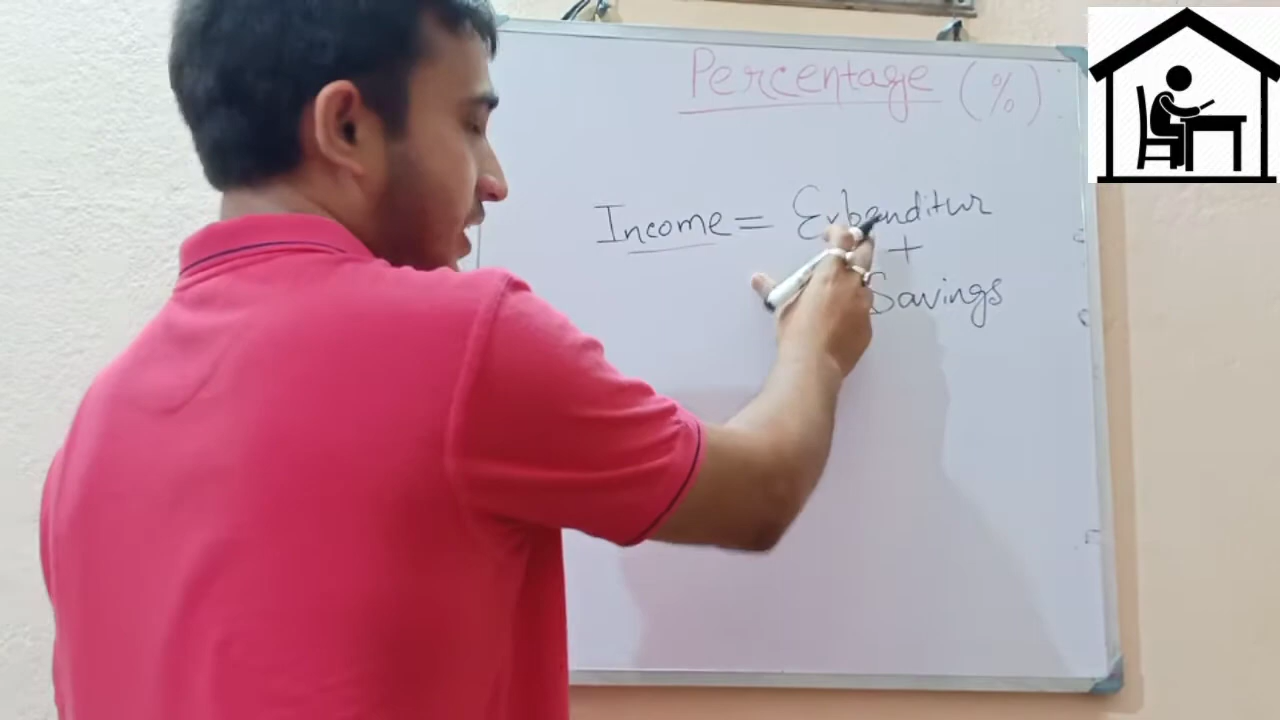 Percentage (%)
Income = Expenditur
+
Savings